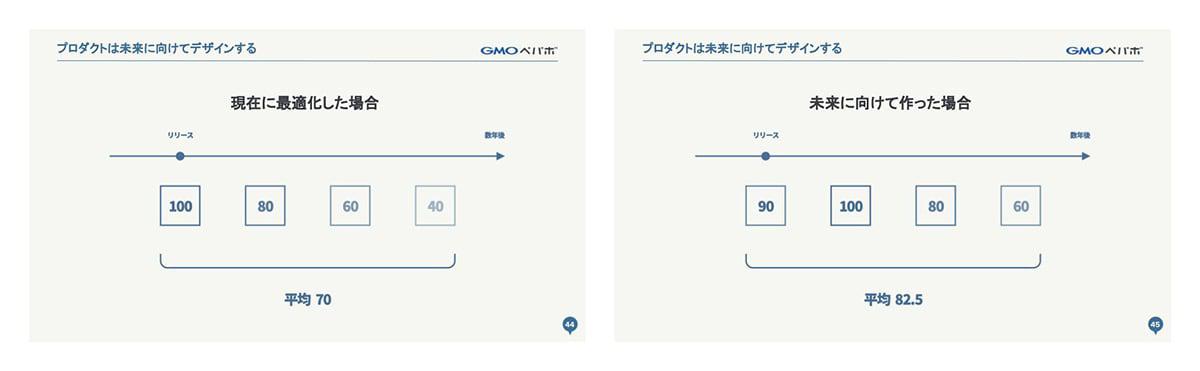 プロダクトは未来に向けてデザインする
GMOペパボ
現在に最適化した場合
リリース
数年後
100 80 60 40
平均 70
44
プロダクトは未来に向けてデザインする
GMOペパボ
未来に向けて作った場合
リリース
数年後
90 100 80 60
平均 82.5
45